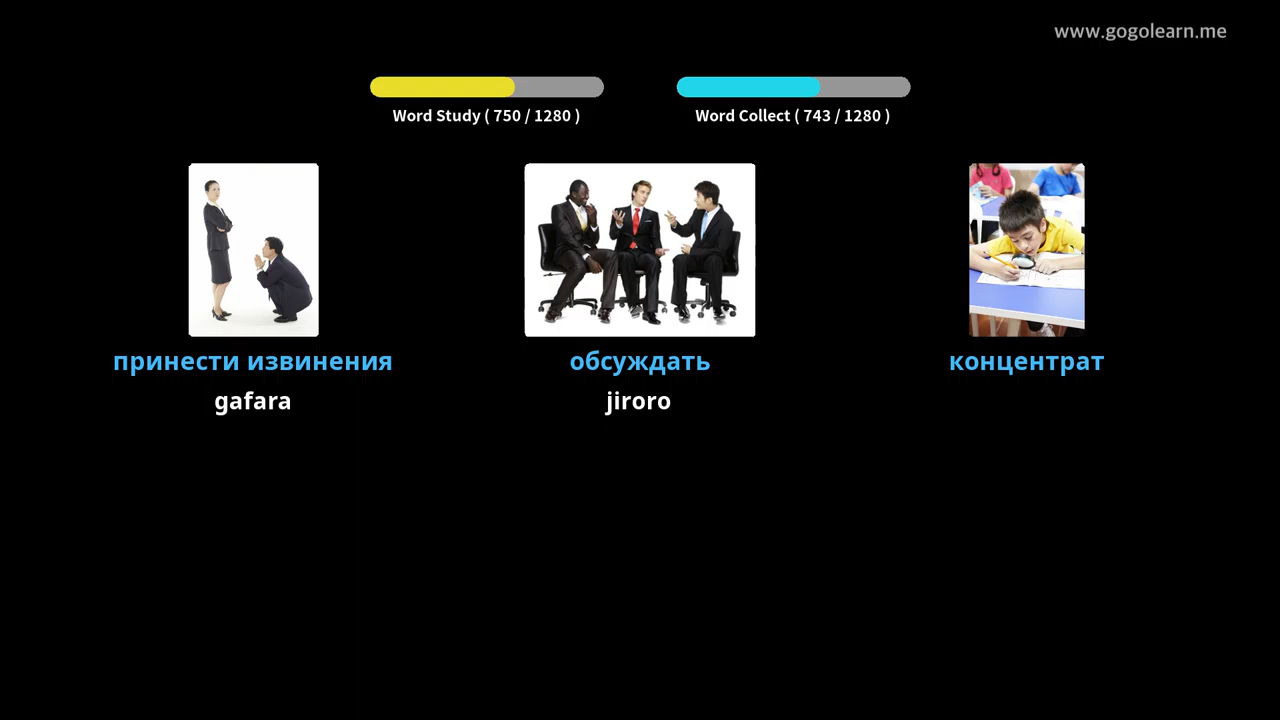 www.gogolearn.me
Word Study ( 750 / 1280 )
Word Collect ( 743 / 1280 )
принести извинения
обсуждать
концентрат
gafara
jiroro